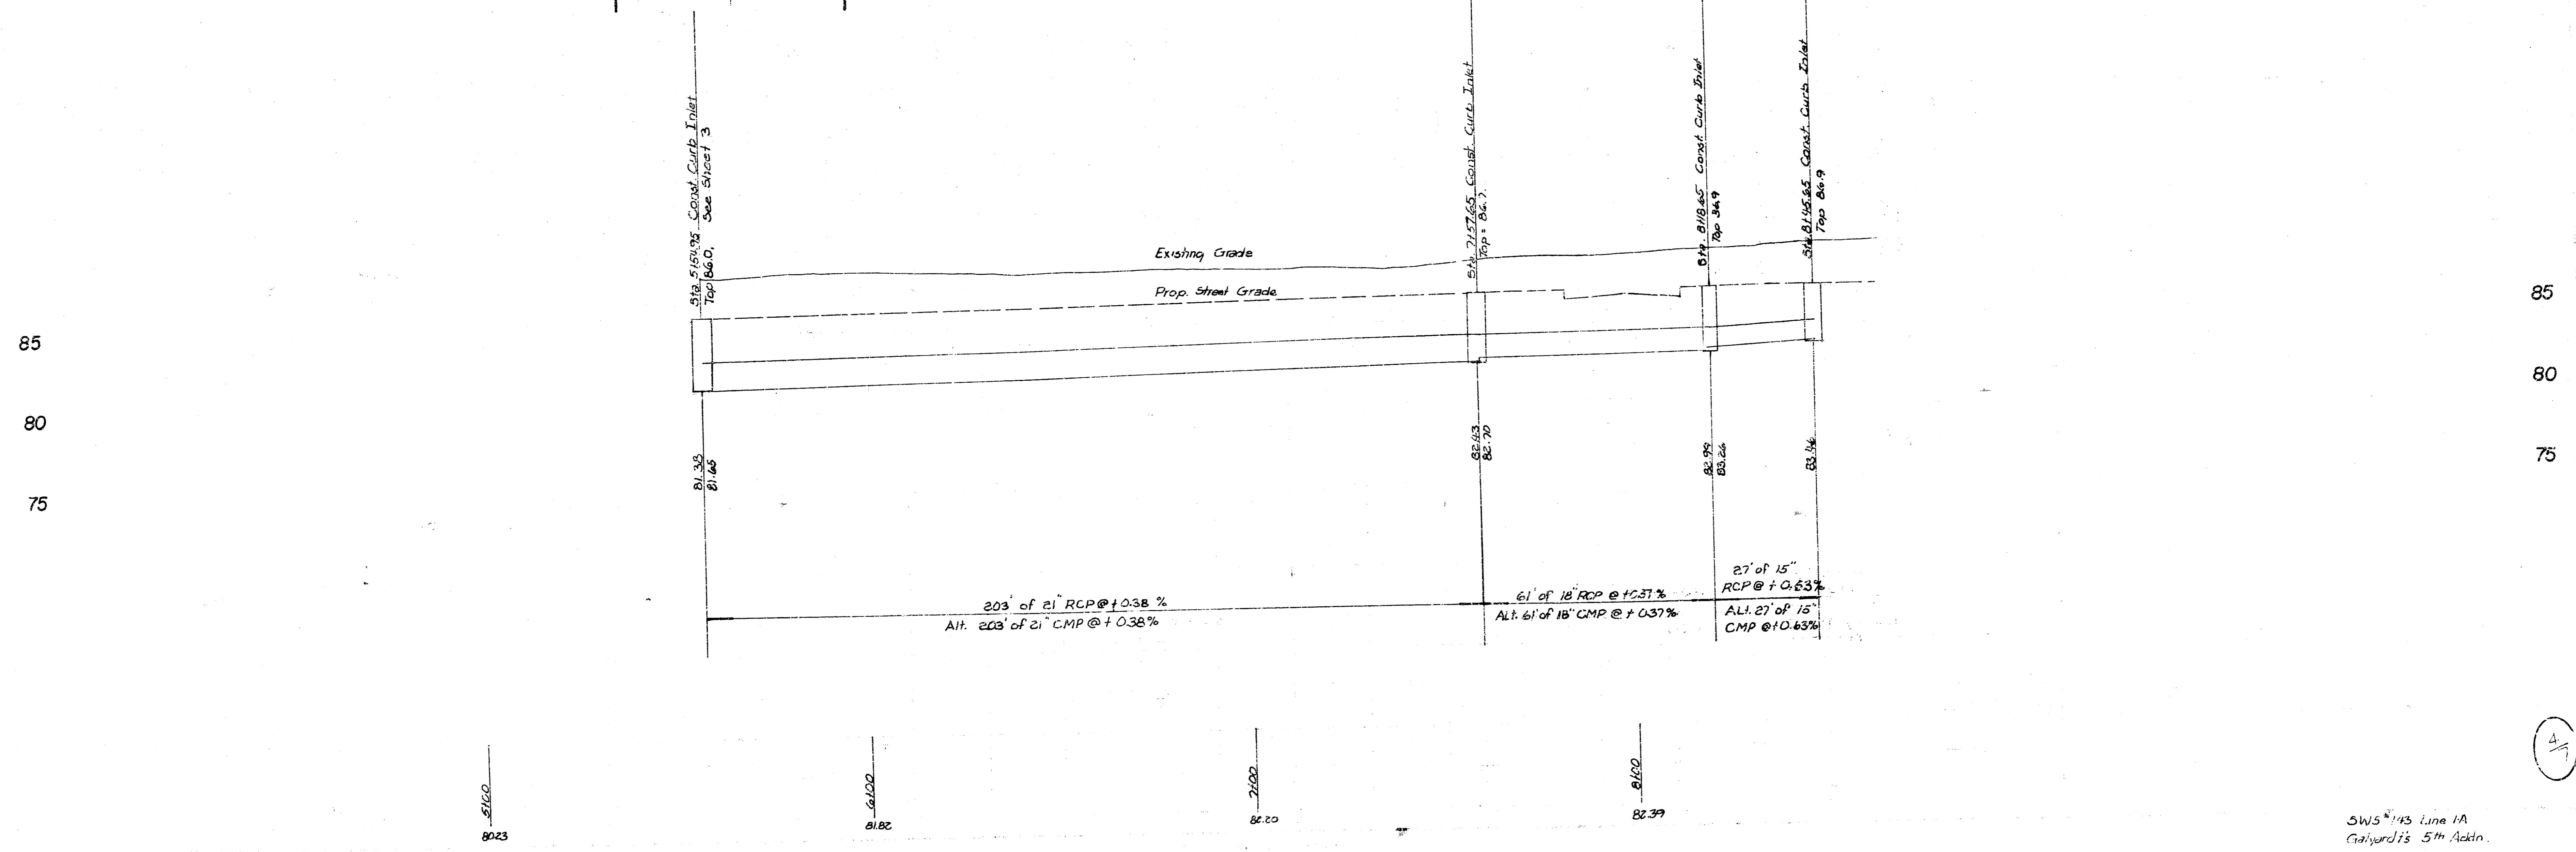 Sta. 5+54.95 Const. Curb Inlet
Top 86.0, See Sheet 3
Sta. 7+57.65 Const. Curb Inlet
Top = 86.7.
Sta. 8+18.65 Const. Curb Inlet
Top 86.9
Sta. 8+45.65 Const. Curb Inlet
Top 86.9
Existing Grade
Prop. Street Grade
85
80
75
85
80
75
81.38
81.65
82.43
82.70
82.99
83.26
83.46
203' of 21" RCP @ + 0.38 %
Alt. 203' of 21" CMP @ + 0.38%
61' of 18" RCP @ +0.37 %
Alt. 61' of 18" CMP @ + 0.37%
27' of 15"
RCP @ + 0.63%
Alt. 27' of 15"
CMP @ +0.63%
5+00
80.23
6+00
81.82
7+00
82.20
8+00
82.39
4/7
SWS #143 Line 1-A
Galyardi's 5th Addn.